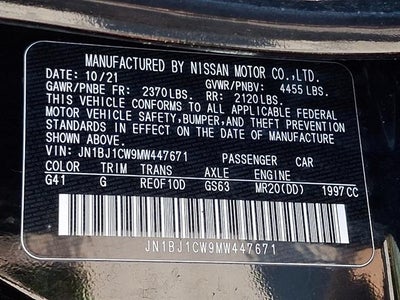 MANUFACTURED BY NISSAN MOTOR CO.,LTD.
DATE: 10/21 GVWR/PNBV: 4455 LBS.
GAWR/PNBE FR: 2370LBS. RR: 2120LBS.
THIS VEHICLE CONFORMS TO ALL APPLICABLE FEDERAL
MOTOR VEHICLE SAFETY,BUMPER,AND THEFT PREVENTION
STANDARDS IN EFFECT ON THE DATE OF MANUFACTURE
SHOWN ABOVE.
VIN: JN1BJ1CW9MW447671 PASSENGER CAR
COLOR TRIM TRANS AXLE ENGINE
G41 G RE0F10D GS63 MR20(DD) 1997CC
JN1BJ1CW9MW447671